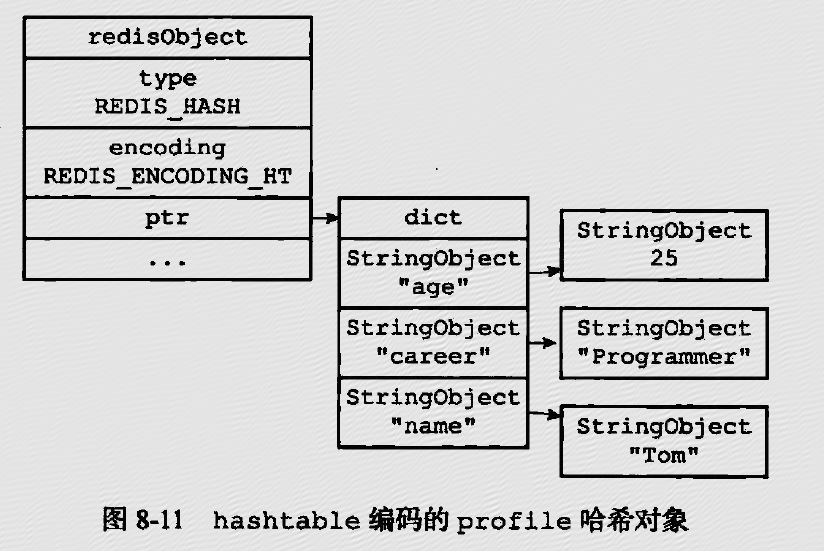 redisObject
type
REDIS_HASH
encoding
REDIS_ENCODING_HT
ptr
...
dict
StringObject
"age"
StringObject
"career"
StringObject
"name"
StringObject
25
StringObject
"Programmer"
StringObject
"Tom"
图 8-11 hashtable 编码的 profile 哈希对象